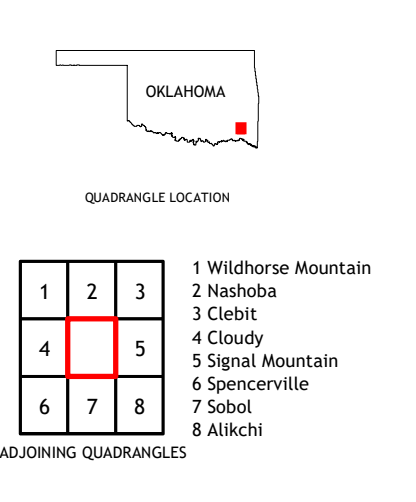 OKLAHOMA
QUADRANGLE LOCATION
1 2 3
4 5
6 7 8
1 Wildhorse Mountain
2 Nashoba
3 Clebit
4 Cloudy
5 Signal Mountain
6 Spencerville
7 Sobol
8 Alikchi
ADJOINING QUADRANGLES